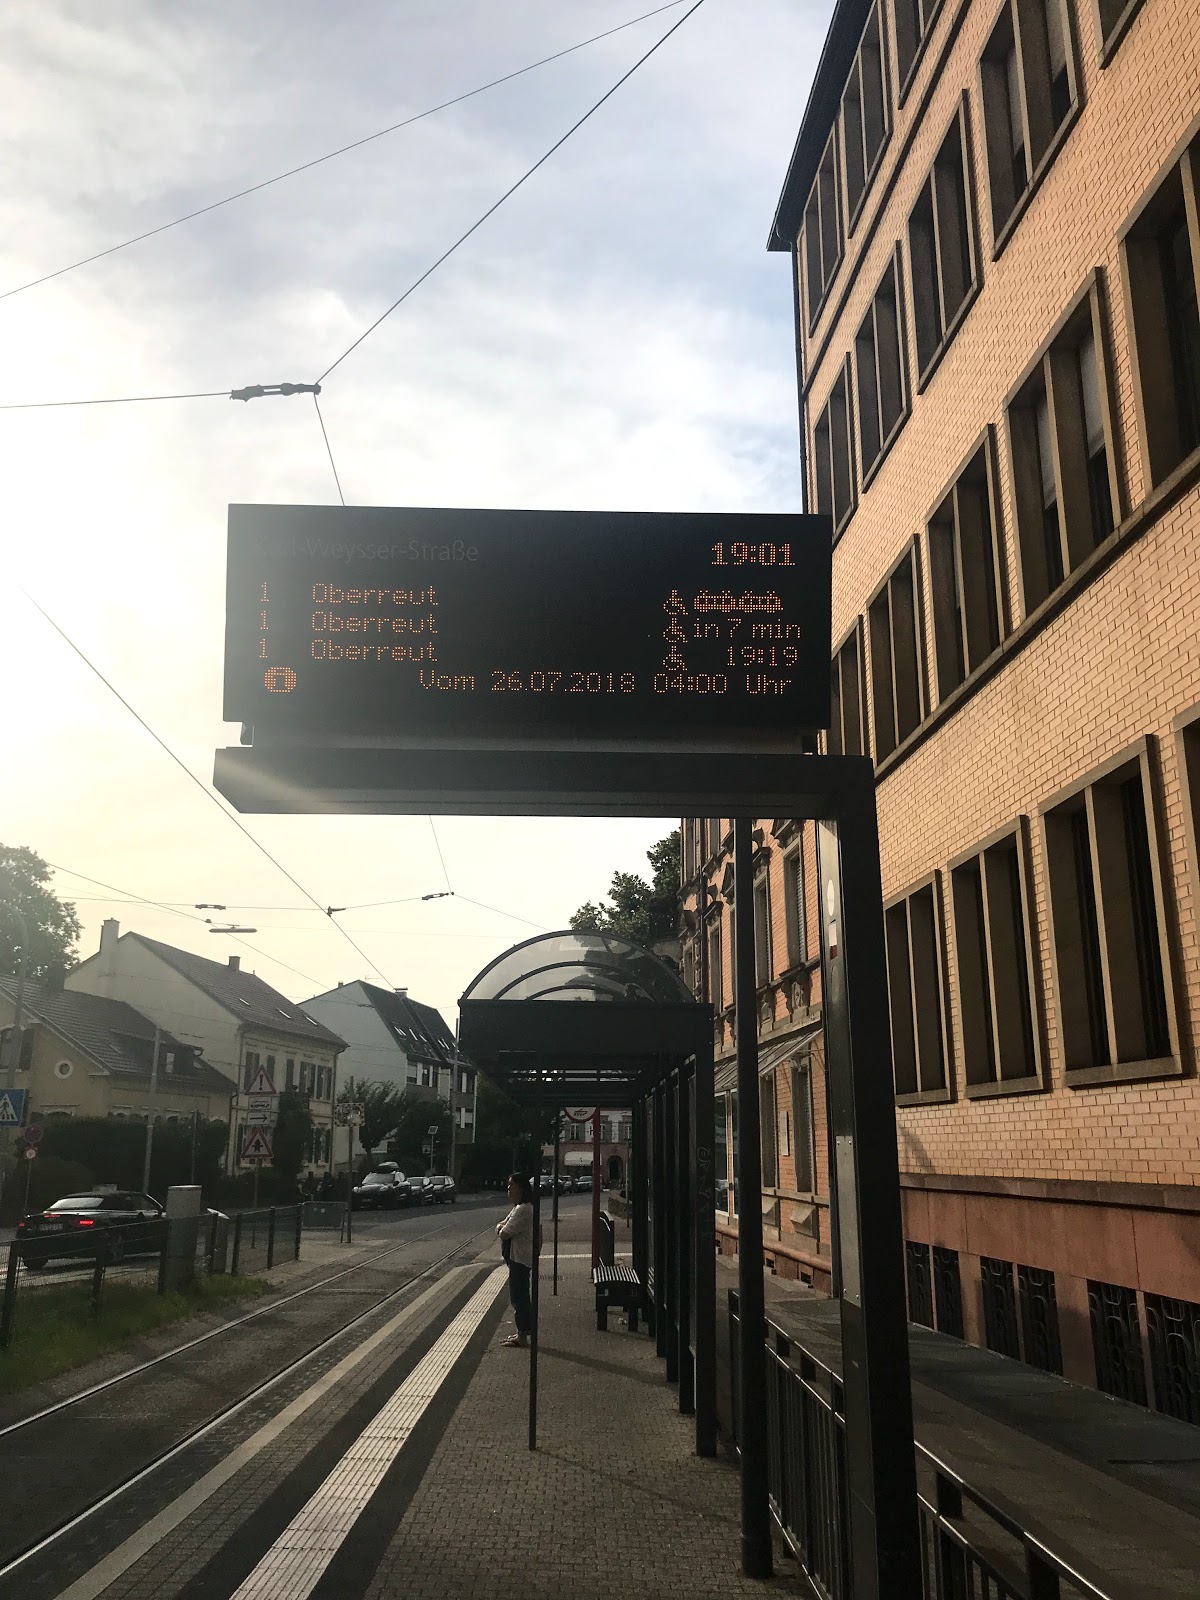 Karl-Weysser-Straße 19:01
1 Oberreut
1 Oberreut in 7 min
1 Oberreut 19:19
Vom 26.07.2018 04:00 Uhr